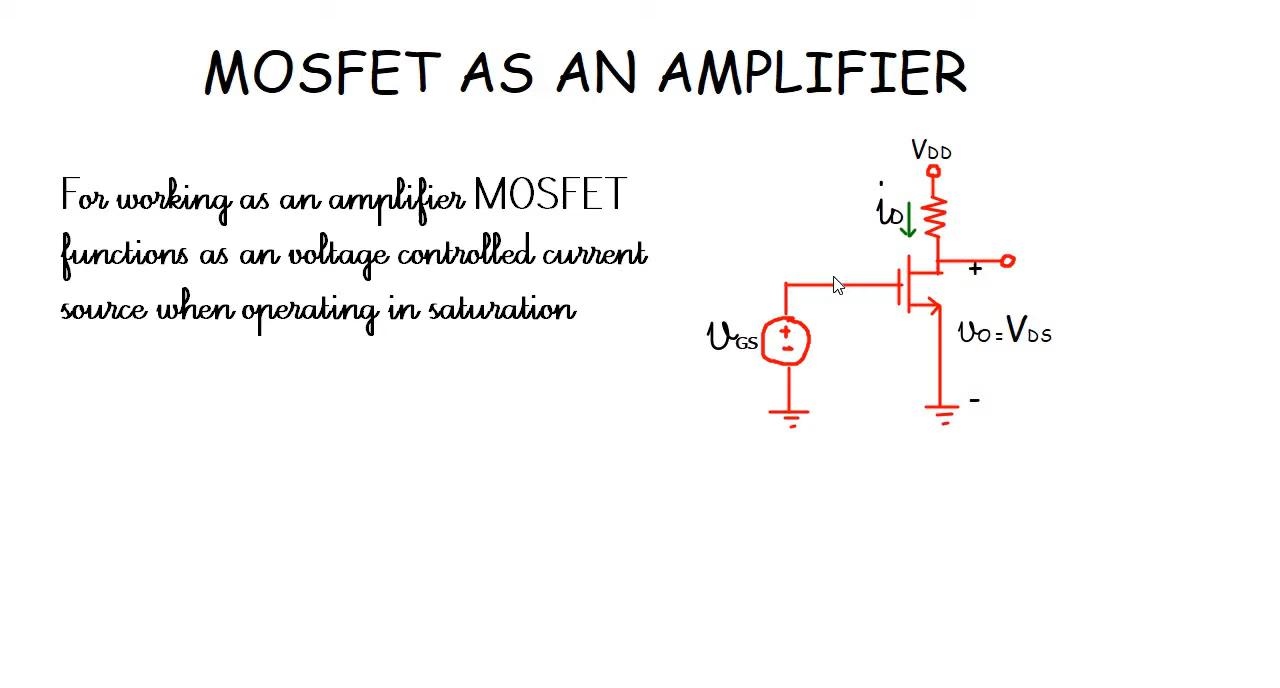 MOSFET AS AN AMPLIFIER
For working as an amplifier MOSFET
functions as an voltage controlled current
source when operating in saturation
VDD
iD
+
vGS
+
-
vo = VDS
-